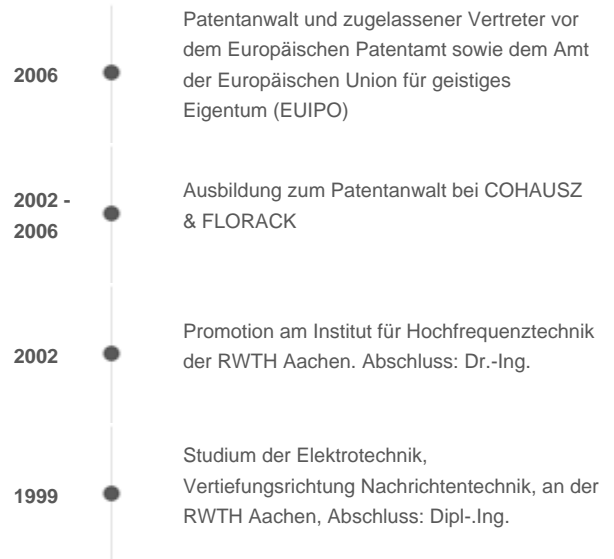 Patentanwalt und zugelassener Vertreter vor
dem Europäischen Patentamt sowie dem Amt
2006
der Europäischen Union für geistiges
Eigentum (EUIPO)
2002 -
2006
Ausbildung zum Patentanwalt bei COHAUSZ
& FLORACK
2002
Promotion am Institut für Hochfrequenztechnik
der RWTH Aachen. Abschluss: Dr.-Ing.
1999
Studium der Elektrotechnik,
Vertiefungsrichtung Nachrichtentechnik, an der
RWTH Aachen, Abschluss: Dipl-.Ing.